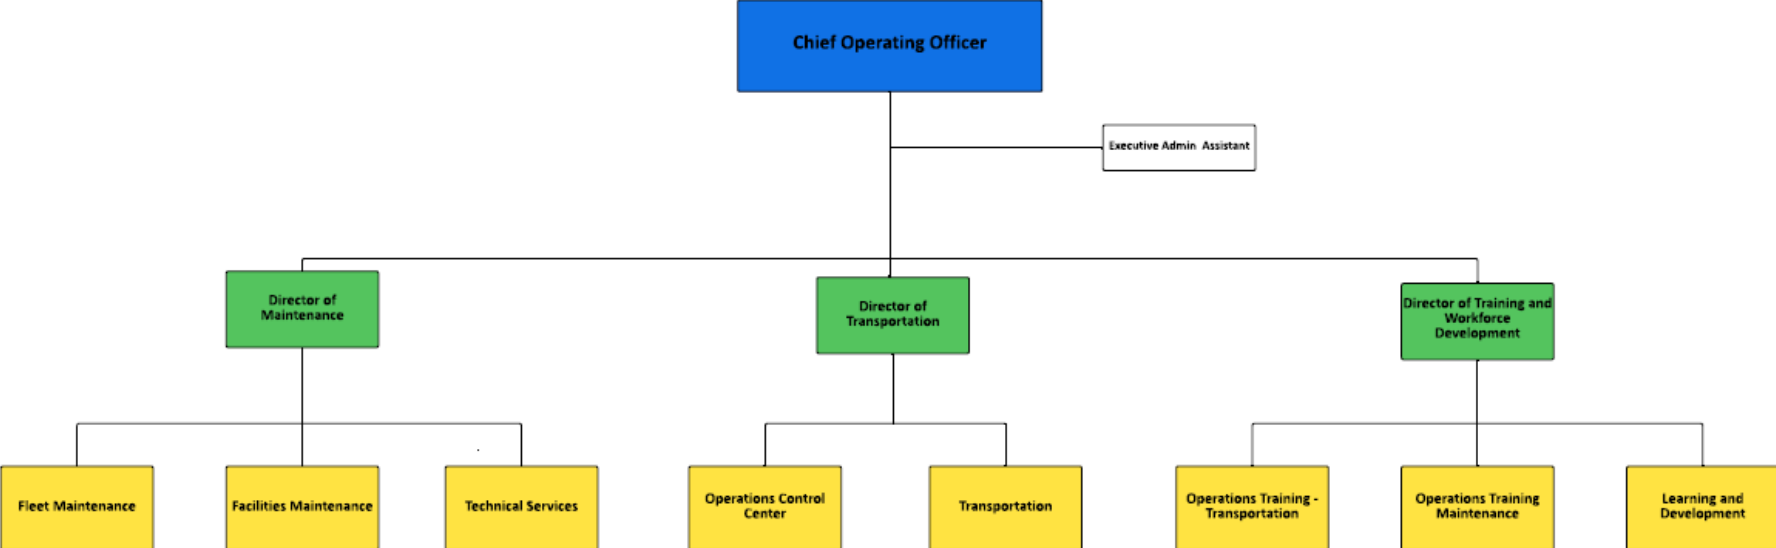 Chief Operating Officer
Executive Admin Assistant
Director of
Maintenance
Director of
Transportation
Director of Training and
Workforce
Development
Fleet Maintenance
Facilities Maintenance
Technical Services
Operations Control
Center
Transportation
Operations Training -
Transportation
Operations Training
Maintenance
Learning and
Development